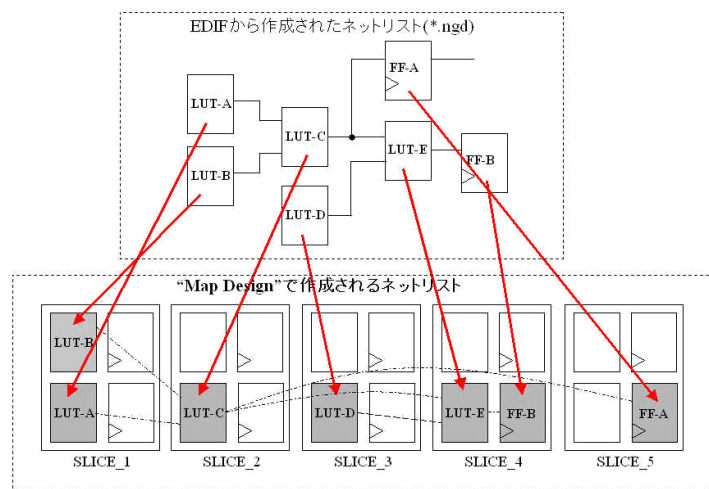 EDIFから作成されたネットリスト(*.ngd)
FF-A
LUT-A
LUT-C
LUT-B
LUT-E
FF-B
LUT-D
“Map Design”で作成されるネットリスト
LUT-B
LUT-A
LUT-C
LUT-D
LUT-E
FF-B
FF-A
SLICE_1
SLICE_2
SLICE_3
SLICE_4
SLICE_5